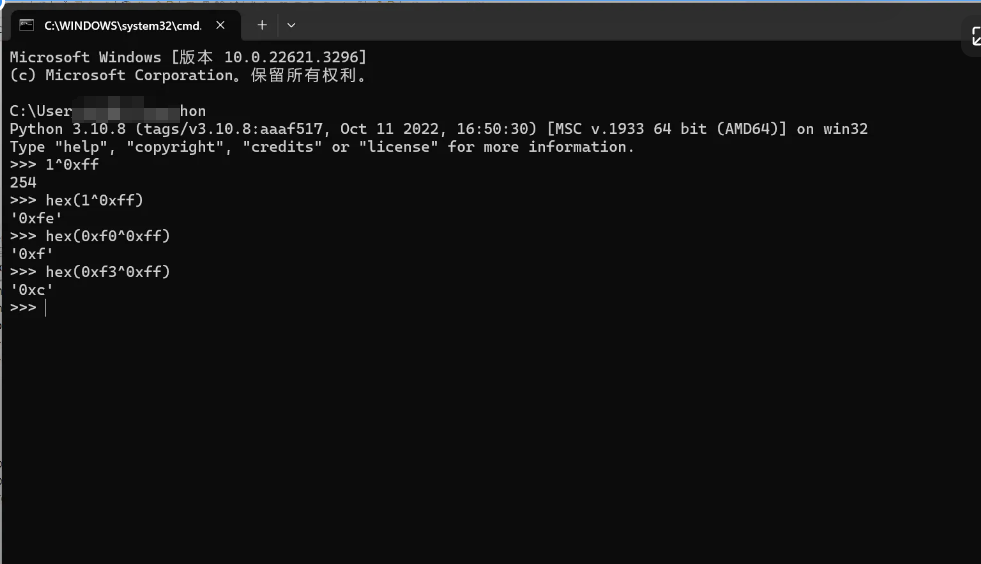 C:\WINDOWS\system32\cmd.
Microsoft Windows [版本 10.0.22621.3296]
(c) Microsoft Corporation。保留所有权利。
C:\User hon
Python 3.10.8 (tags/v3.10.8:aaaf517, Oct 11 2022, 16:50:30) [MSC v.1933 64 bit (AMD64)] on win32
Type "help", "copyright", "credits" or "license" for more information.
>>> 1^0xff
254
>>> hex(1^0xff)
'0xfe'
>>> hex(0xf0^0xff)
'0xf'
>>> hex(0xf3^0xff)
'0xc'
>>>